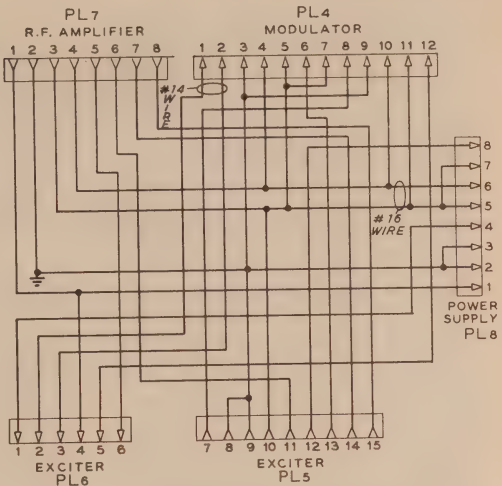 PL7
R.F. AMPLIFIER
1 2 3 4 5 6 7 8
PL4
MODULATOR
1 2 3 4 5 6 7 8 9 10 11 12
#14
WIRE
#16
WIRE
8
7
6
5
4
3
2
1
POWER
SUPPLY
PL8
1 2 3 4 5 6
EXCITER
PL6
7 8 9 10 11 12 13 14 15
EXCITER
PL5